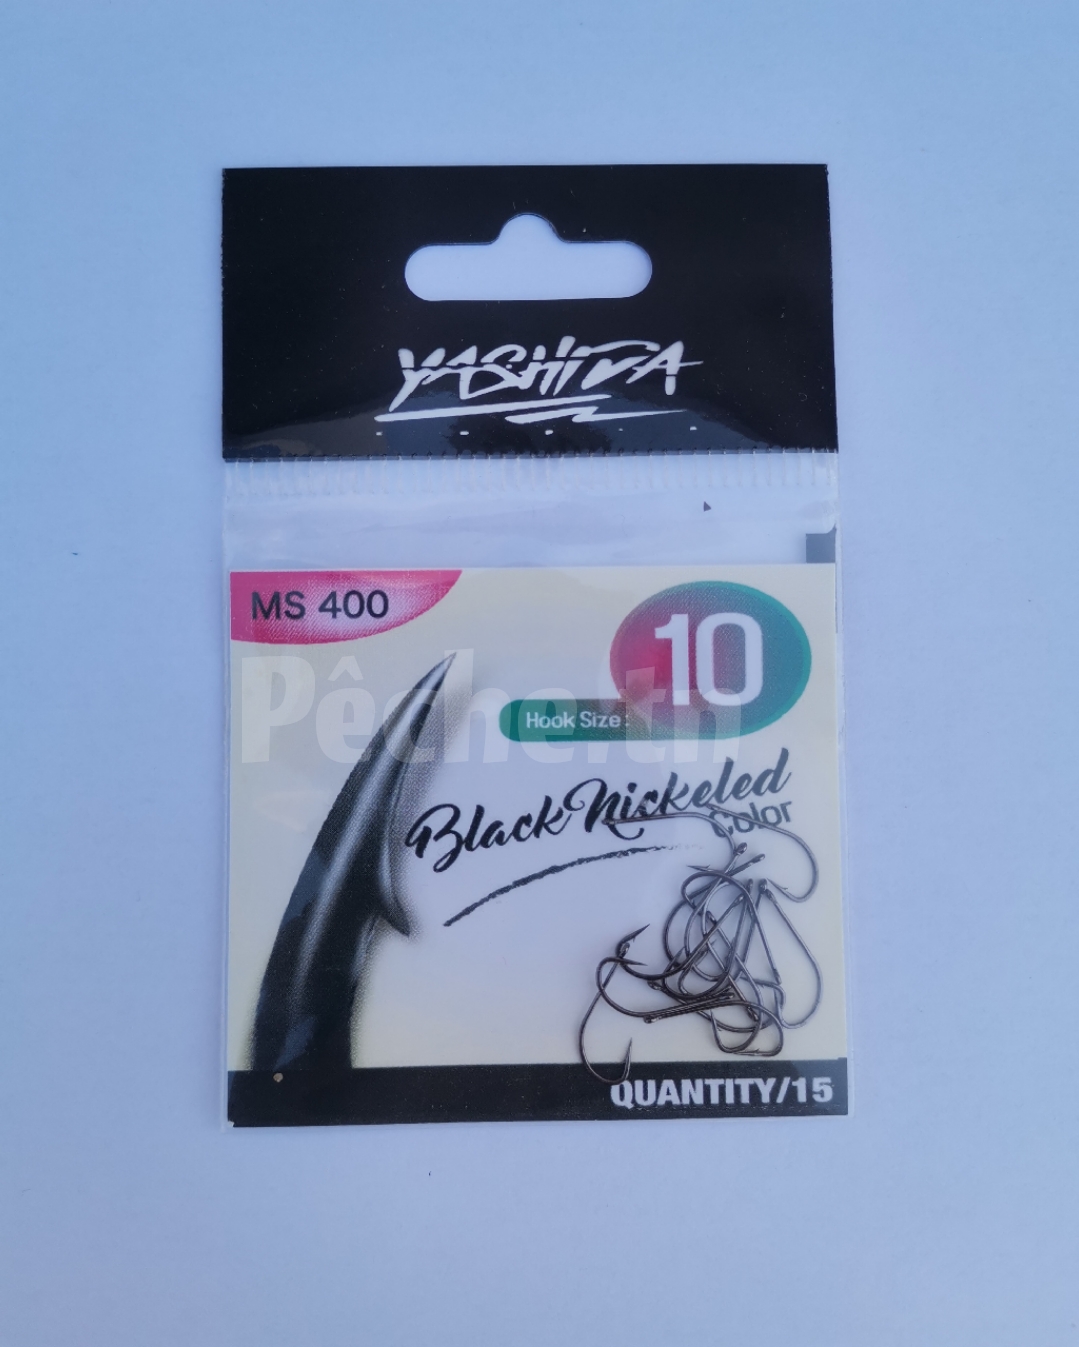 YASHIDA
MS 400
10
Hook Size :
Pêche.tn
Black Nickeled
Color
QUANTITY/15